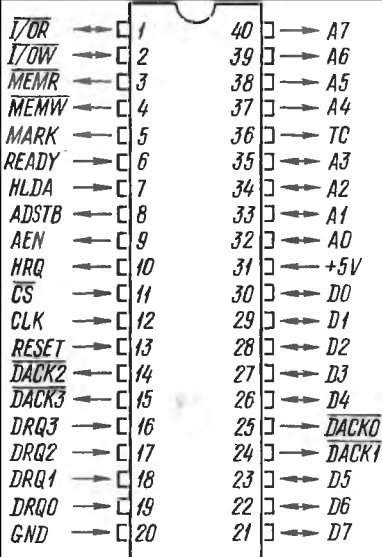 I/OR 1 40 A7
I/OW 2 39 A6
MEMR 3 38 A5
MEMW 4 37 A4
MARK 5 36 TC
READY 6 35 A3
HLDA 7 34 A2
ADSTB 8 33 A1
AEN 9 32 A0
HRQ 10 31 +5V
CS 11 30 D0
CLK 12 29 D1
RESET 13 28 D2
DACK2 14 27 D3
DACK3 15 26 D4
DRQ3 16 25 DACK0
DRQ2 17 24 DACK1
DRQ1 18 23 D5
DRQ0 19 22 D6
GND 20 21 D7